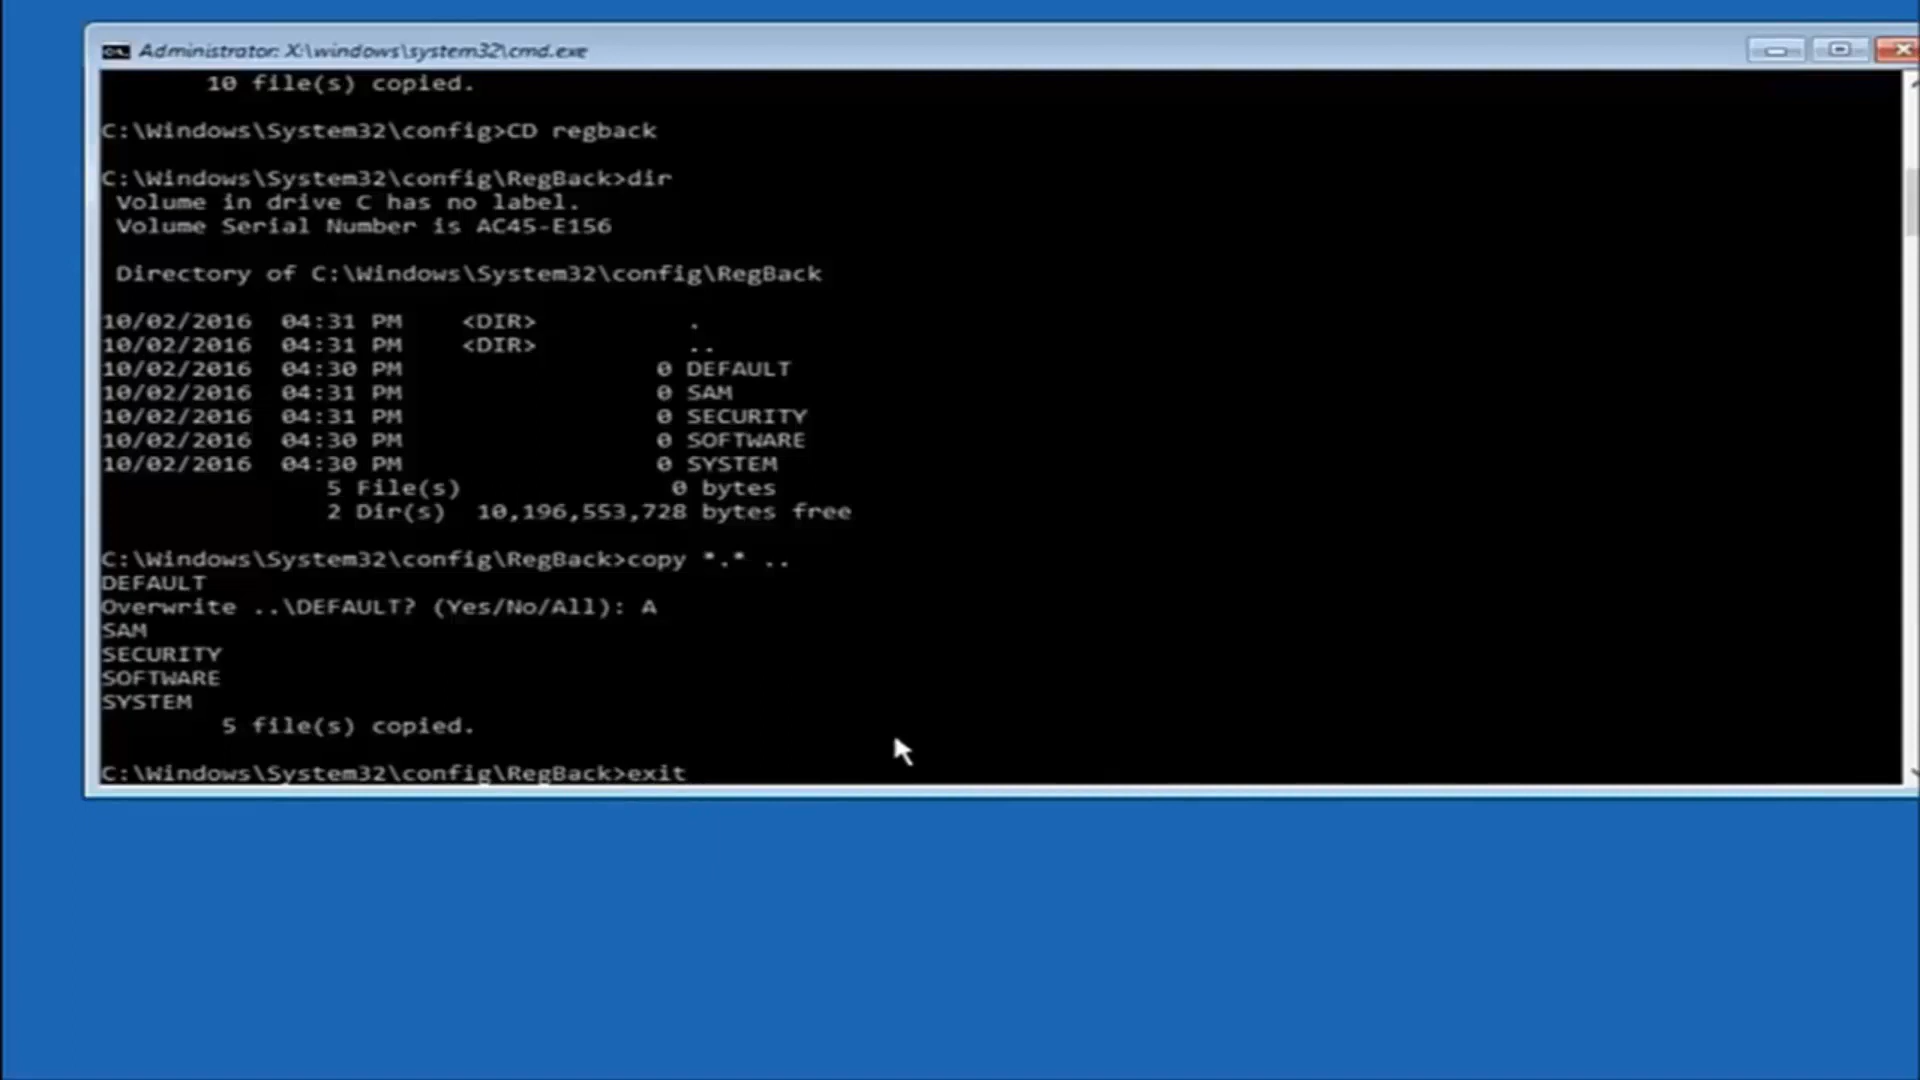 Administrator: X:\windows\system32\cmd.exe
10 file(s) copied.
C:\Windows\System32\config>CD regback
C:\Windows\System32\config\RegBack>dir
Volume in drive C has no label.
Volume Serial Number is AC45-E156
Directory of C:\Windows\System32\config\RegBack
10/02/2016  04:31 PM    <DIR>          .
10/02/2016  04:31 PM    <DIR>          ..
10/02/2016  04:30 PM                 0 DEFAULT
10/02/2016  04:31 PM                 0 SAM
10/02/2016  04:31 PM                 0 SECURITY
10/02/2016  04:30 PM                 0 SOFTWARE
10/02/2016  04:30 PM                 0 SYSTEM
5 File(s)              0 bytes
2 Dir(s)  10,196,553,728 bytes free
C:\Windows\System32\config\RegBack>copy *.* ..
DEFAULT
Overwrite ..\DEFAULT? (Yes/No/All): A
SAM
SECURITY
SOFTWARE
SYSTEM
5 file(s) copied.
C:\Windows\System32\config\RegBack>exit